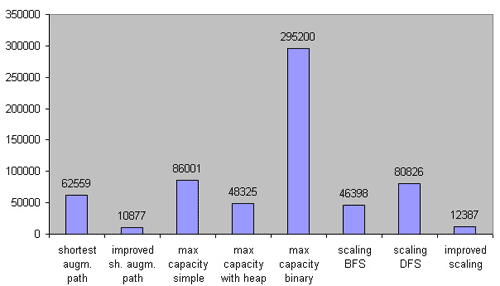 350000
300000
250000
200000
150000
100000
50000
0
62559
10877
86001
48325
295200
46398
80826
12387
shortest augm. path
improved sh. augm. path
max capacity simple
max capacity with heap
max capacity binary
scaling BFS
scaling DFS
improved scaling